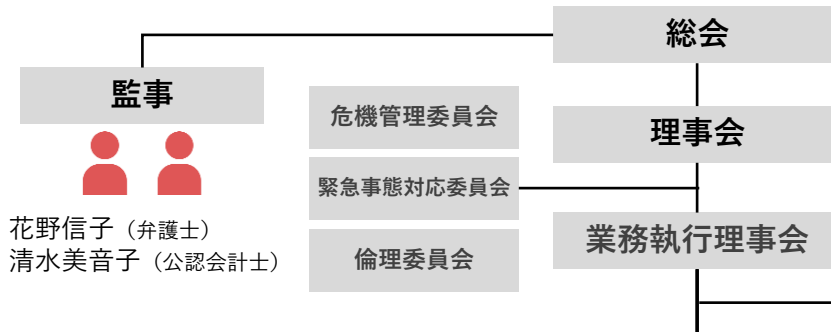 総会
監事
危機管理委員会
理事会
緊急事態対応委員会
花野信子（弁護士）
清水美音子（公認会計士）
業務執行理事会
倫理委員会